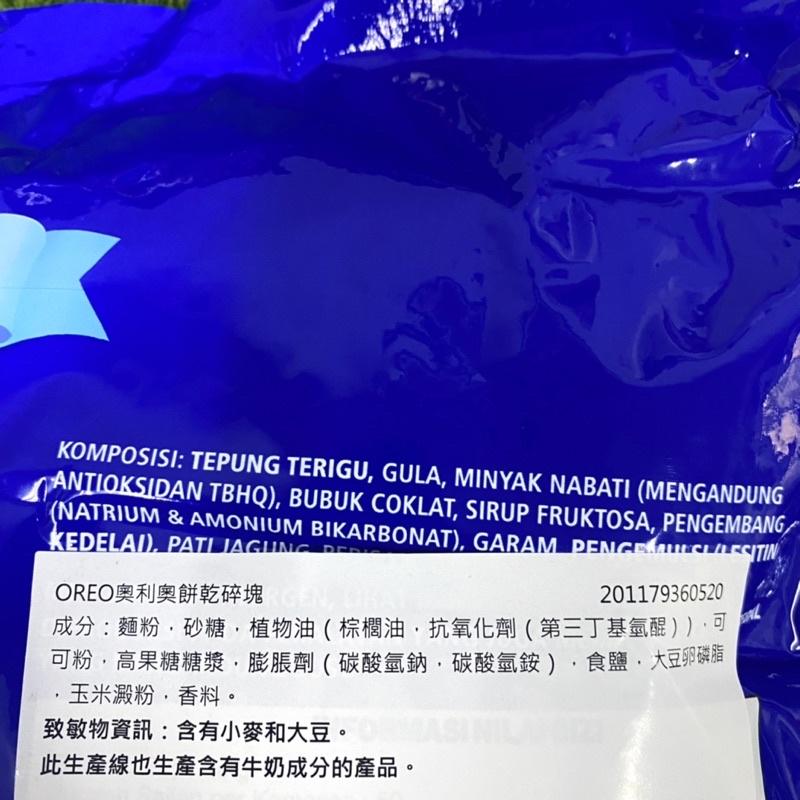 KOMPOSISI: TEPUNG TERIGU, GULA, MINYAK NABATI (MENGANDUNG
ANTIOKSIDAN TBHQ), BUBUK COKLAT, SIRUP FRUKTOSA, PENGEMBANG
(NATRIUM & AMONIUM BIKARBONAT), GARAM, PENGEMULSI (LESITIN
KEDELAI), PATI JAGUNG,
OREO奧利奧餅乾碎塊 201179360520
成分：麵粉，砂糖，植物油（棕櫚油，抗氧化劑（第三丁基氫醌）），可
可粉，高果糖糖漿，膨脹劑（碳酸氫鈉，碳酸氫銨），食鹽，大豆卵磷脂
，玉米澱粉，香料。
致敏物資訊：含有小麥和大豆。
此生產線也生產含有牛奶成分的產品。
INFORMASI NILAI GIZI